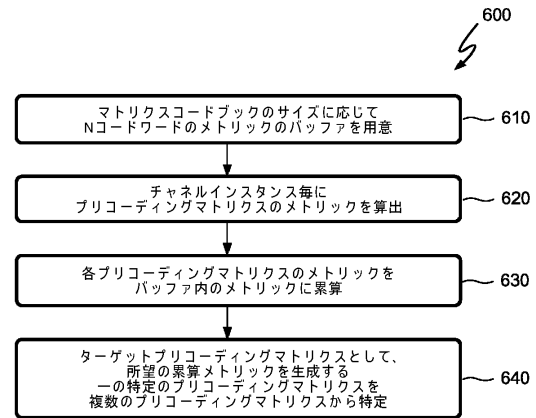 600
マトリクスコードブックのサイズに応じて
Nコードワードのメトリックのバッファを用意
610
チャネルインスタンス毎に
プリコーディングマトリクスのメトリックを算出
620
各プリコーディングマトリクスのメトリックを
バッファ内のメトリックに累算
630
ターゲットプリコーディングマトリクスとして、
所望の累算メトリックを生成する
一の特定のプリコーディングマトリクスを
複数のプリコーディングマトリクスから特定
640